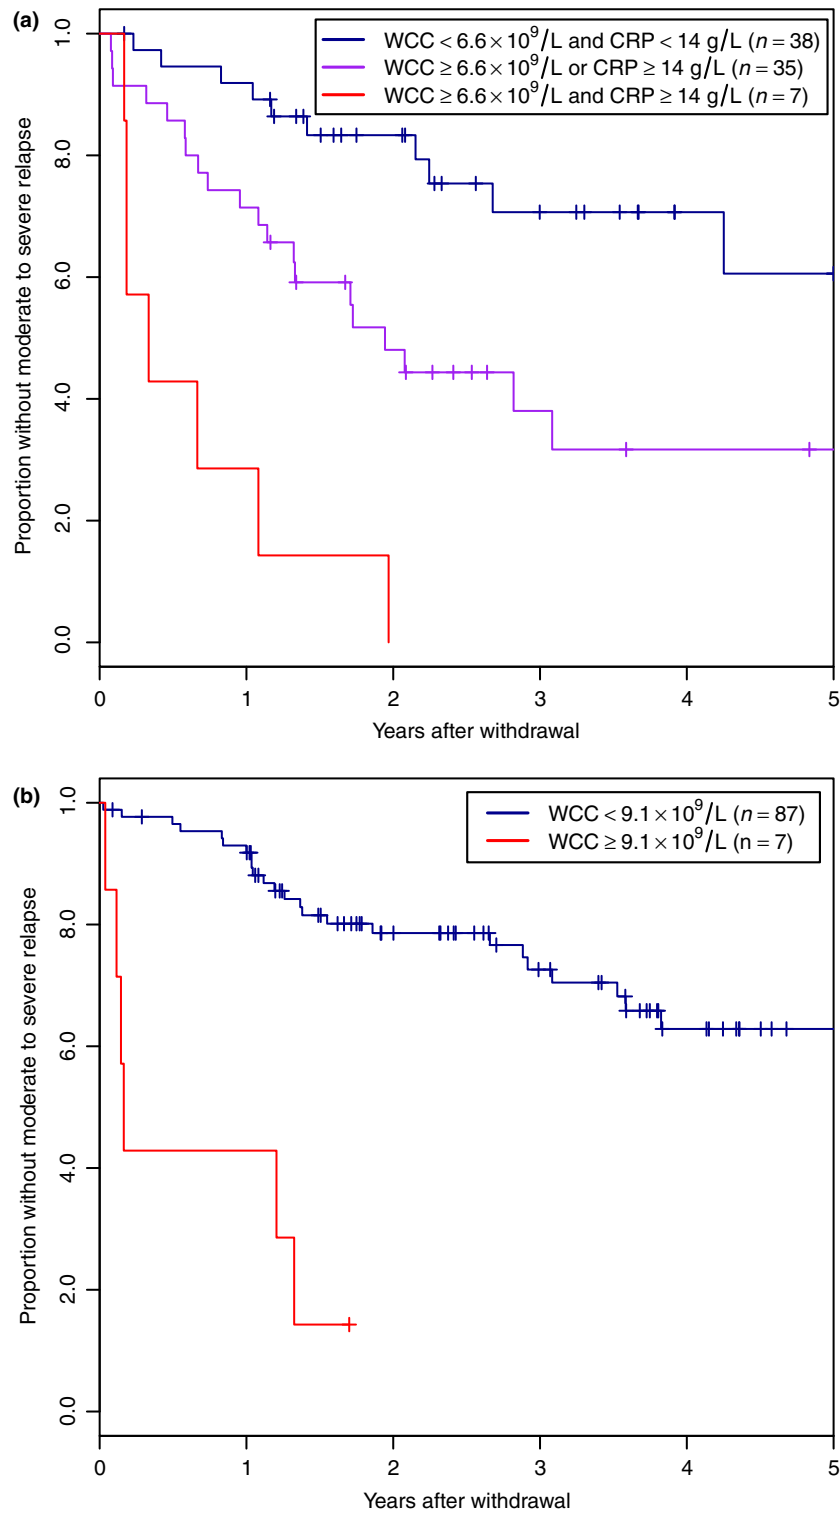 (a)
WCC < 6.6 × 10⁹/L and CRP < 14 g/L (n = 38)
WCC ≥ 6.6 × 10⁹/L or CRP ≥ 14 g/L (n = 35)
WCC ≥ 6.6 × 10⁹/L and CRP ≥ 14 g/L (n = 7)
Proportion without moderate to severe relapse
1.0
8.0
6.0
4.0
2.0
0.0
0 1 2 3 4 5
Years after withdrawal
(b)
WCC < 9.1 × 10⁹/L (n = 87)
WCC ≥ 9.1 × 10⁹/L (n = 7)
Proportion without moderate to severe relapse
1.0
8.0
6.0
4.0
2.0
0.0
0 1 2 3 4 5
Years after withdrawal